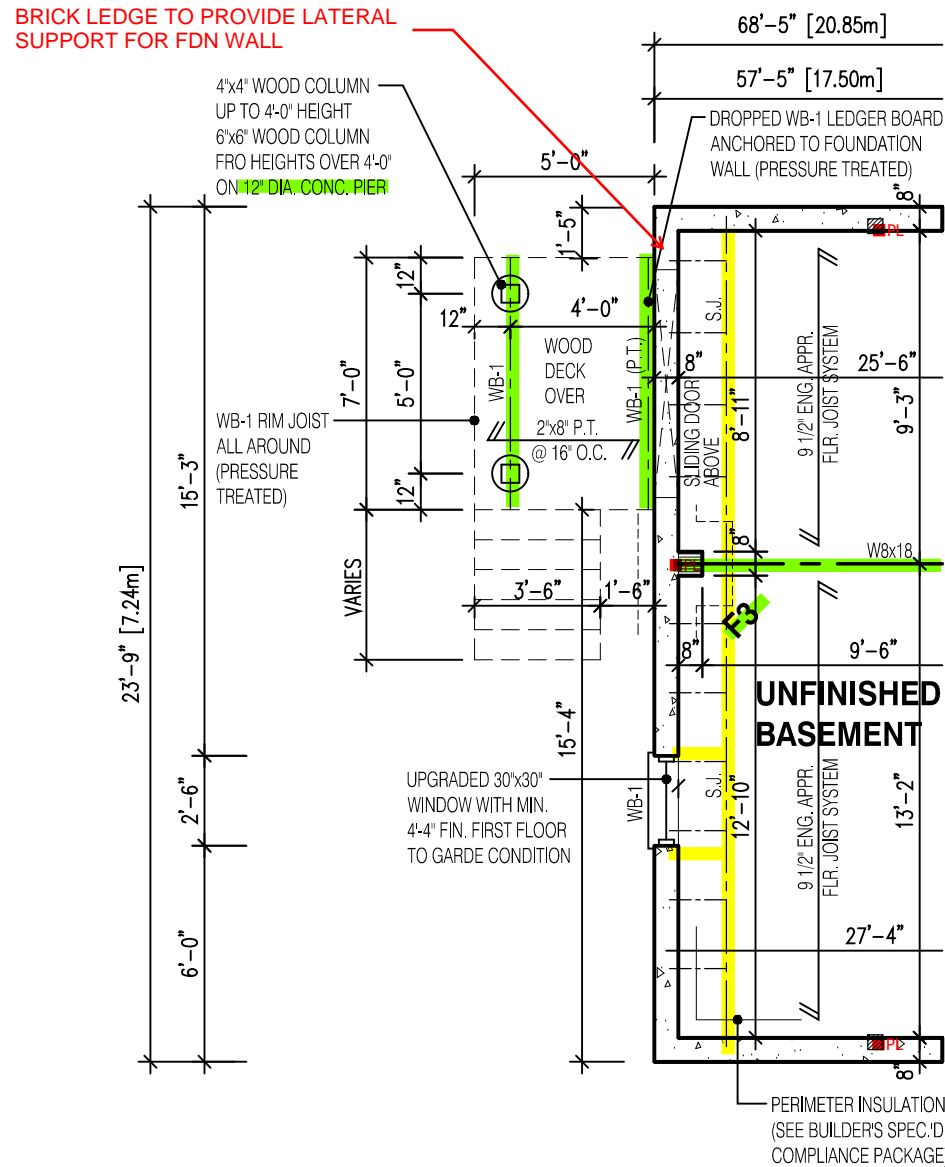 BRICK LEDGE TO PROVIDE LATERAL
SUPPORT FOR FDN WALL
68'-5" [20.85m]
57'-5" [17.50m]
4"x4" WOOD COLUMN
UP TO 4'-0" HEIGHT
6"x6" WOOD COLUMN
FRO HEIGHTS OVER 4'-0"
ON 12" DIA. CONC. PIER
DROPPED WB-1 LEDGER BOARD
ANCHORED TO FOUNDATION
WALL (PRESSURE TREATED)
5'-0"
8"
1'-5"
PL
12"
12"
4'-0"
WOOD
DECK
OVER
2"x8" P.T.
@ 16" O.C.
WB-1
WB-1 (P.T.)
8"
S.J.
SLIDING DOOR
ABOVE
8'-11"
9 1/2" ENG. APPR.
FLR. JOIST SYSTEM
25'-6"
9'-3"
7'-0"
5'-0"
12"
WB-1 RIM JOIST
ALL AROUND
(PRESSURE
TREATED)
15'-3"
8"
W8x18
PL
VARIES
3'-6"
1'-6"
F3
8"
9'-6"
23'-9" [7.24m]
UNFINISHED
BASEMENT
15'-4"
UPGRADED 30"x30"
WINDOW WITH MIN.
4'-4" FIN. FIRST FLOOR
TO GARDE CONDITION
2'-6"
WB-1
S.J.
12'-10"
9 1/2" ENG. APPR.
FLR. JOIST SYSTEM
13'-2"
6'-0"
27'-4"
PL
8"
PERIMETER INSULATION
(SEE BUILDER'S SPEC.'D
COMPLIANCE PACKAGE